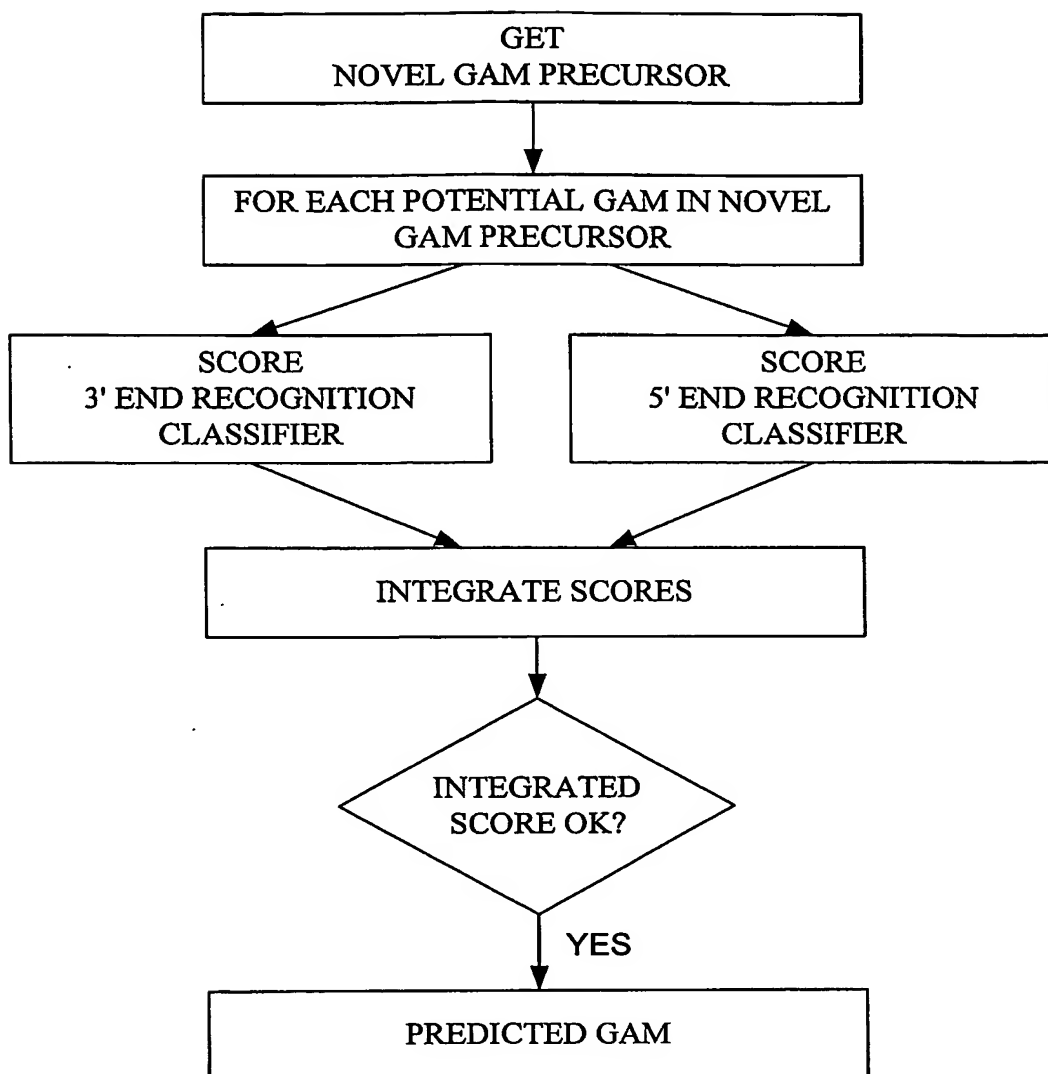 GET
NOVEL GAM PRECURSOR
FOR EACH POTENTIAL GAM IN NOVEL
GAM PRECURSOR
SCORE
3' END RECOGNITION
CLASSIFIER
SCORE
5' END RECOGNITION
CLASSIFIER
INTEGRATE SCORES
INTEGRATED
SCORE OK?
YES
PREDICTED GAM